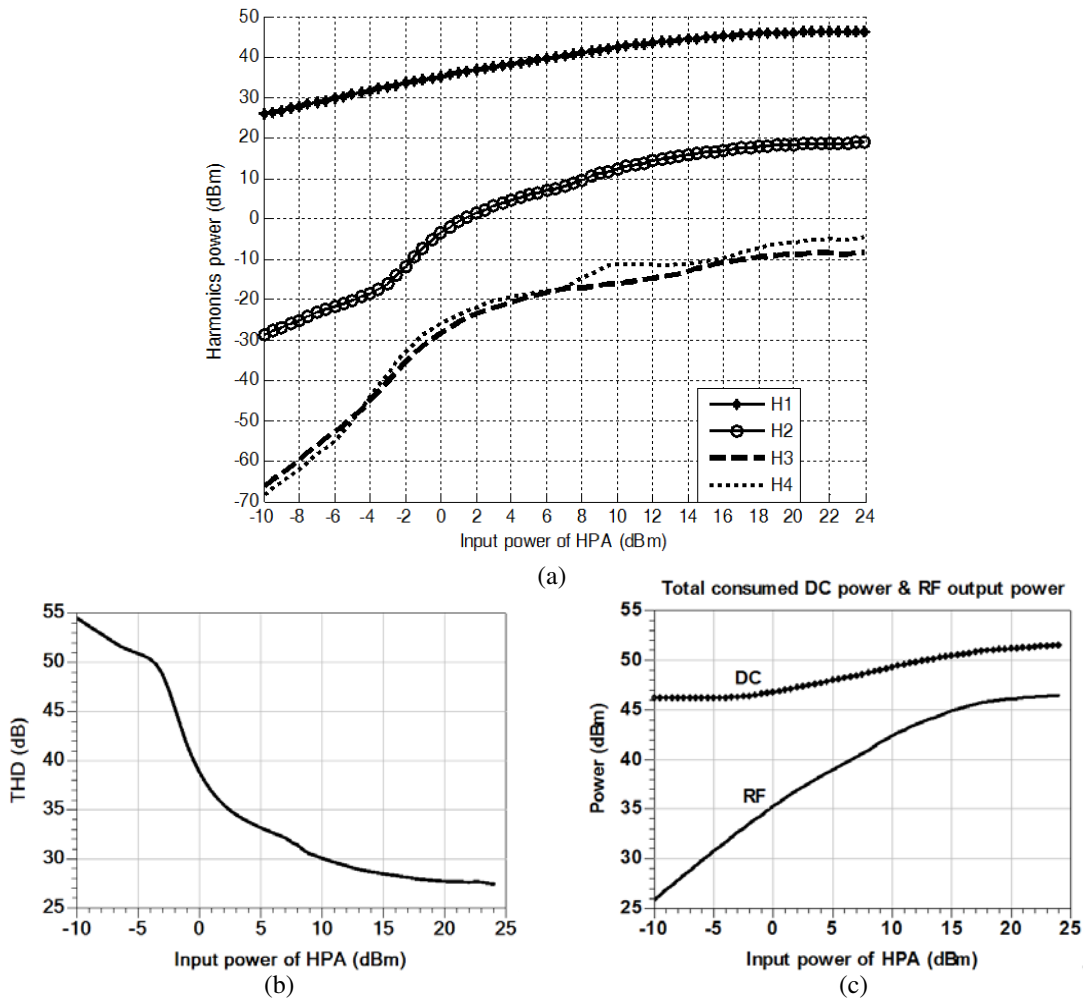 50
40
30
20
10
0
-10
-20
-30
-40
-50
-60
-70
Harmonics power (dBm)
H1
H2
H3
H4
-10 -8 -6 -4 -2 0 2 4 6 8 10 12 14 16 18 20 22 24
Input power of HPA (dBm)
(a)
55
50
45
40
35
30
25
THD (dB)
-10 -5 0 5 10 15 20 25
Input power of HPA (dBm)
(b)
Total consumed DC power & RF output power
55
50
45
40
35
30
25
Power (dBm)
DC
RF
-10 -5 0 5 10 15 20 25
Input power of HPA (dBm)
(c)